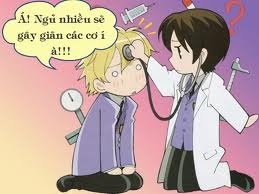 Á! Ngủ nhiều sẽ
gây giãn các cơ í
à!!!
?